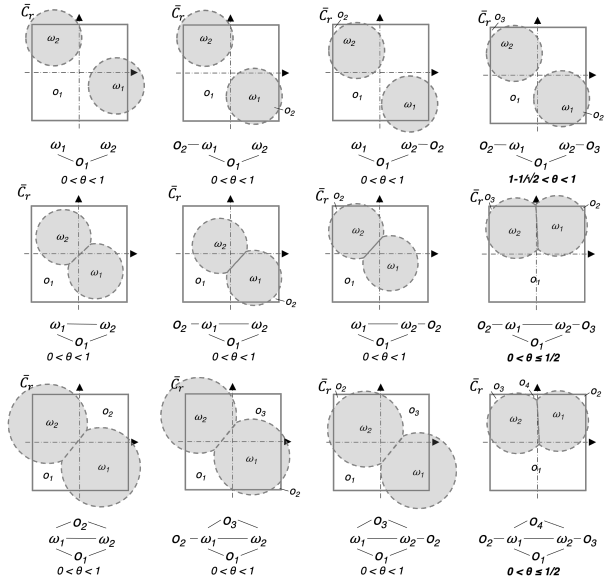 C̄ᵣ ω₂ ω₁ o₁
C̄ᵣ ω₂ ω₁ o₁ o₂
C̄ᵣ o₂ ω₂ ω₁ o₁
C̄ᵣ o₃ ω₂ ω₁ o₁ o₂
ω₁ ω₂ o₁
o₂ ω₁ ω₂ o₁
ω₁ ω₂ o₂ o₁
o₂ ω₁ ω₂ o₃ o₁
0 < θ < 1
0 < θ < 1
0 < θ < 1
1-1/√2 < θ < 1
C̄ᵣ ω₂ ω₁ o₁
C̄ᵣ ω₂ ω₁ o₁ o₂
C̄ᵣ o₂ ω₂ ω₁ o₁
C̄ᵣ o₃ o₂ ω₂ ω₁ o₁
ω₁ ω₂ o₁
o₂ ω₁ ω₂ o₁
ω₁ ω₂ o₂ o₁
o₂ ω₁ ω₂ o₃ o₁
0 < θ < 1
0 < θ < 1
0 < θ < 1
0 < θ ≤ 1/2
C̄ᵣ o₂ ω₂ ω₁ o₁
C̄ᵣ o₃ ω₂ ω₁ o₁ o₂
C̄ᵣ o₂ o₃ ω₂ ω₁ o₁
C̄ᵣ o₃ o₄ o₂ ω₂ ω₁ o₁
o₂ ω₁ ω₂ o₁
o₃ o₂ ω₁ ω₂ o₁
o₃ ω₁ ω₂ o₂ o₁
o₄ o₂ ω₁ ω₂ o₃ o₁
0 < θ < 1
0 < θ < 1
0 < θ < 1
0 < θ ≤ 1/2